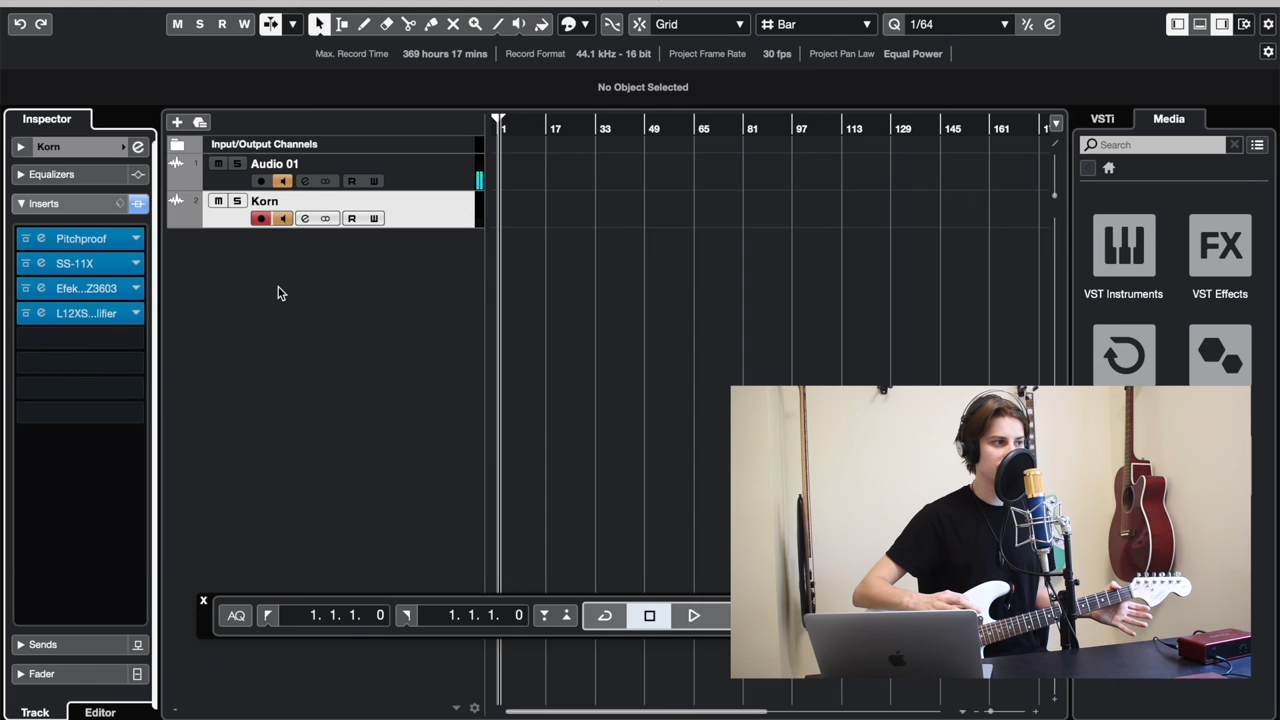 M S R W Grid Bar Q 1/64
Max. Record Time 369 hours 17 mins Record Format 44.1 kHz - 16 bit Project Frame Rate 30 fps Project Pan Law Equal Power
No Object Selected
Inspector
Korn
Equalizers
Inserts
Pitchproof
SS-11X
Efek...Z3603
L12XS...lifier
Sends
Fader
Track Editor
Input/Output Channels
1 m S Audio 01
R W
2 m S Korn
R W
1 17 33 49 65 81 97 113 129 145 161 1
X
AQ 1. 1. 1. 0 1. 1. 1. 0
VSTi Media
Search
VST Instruments
FX
VST Effects